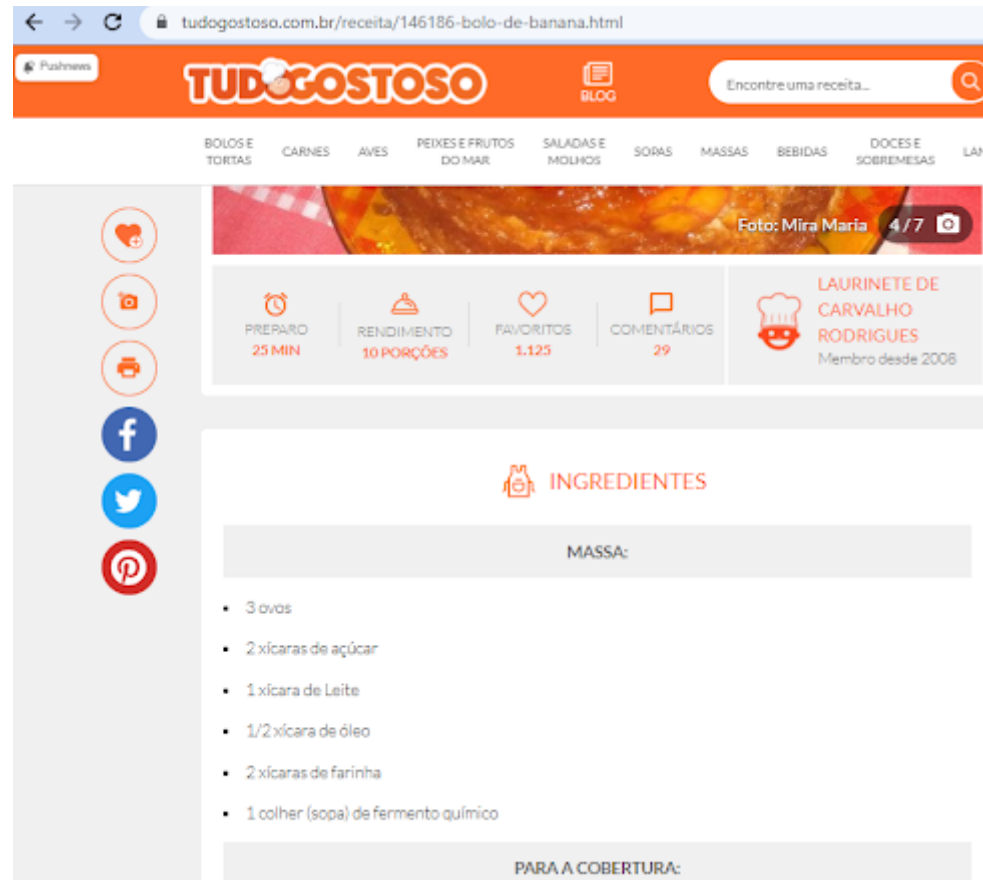 tudogostoso.com.br/receita/146186-bolo-de-banana.html
Pushnews
TUDOGOSTOSO
BLOG
Encontre uma receita...
BOLOS E TORTAS
CARNES
AVES
PEIXES E FRUTOS DO MAR
SALADAS E MOLHOS
SOPAS
MASSAS
BEBIDAS
DOCES E SOBREMESAS
LAN
Foto: Mira Maria 4/7
PREPARO
25 MIN
RENDIMENTO
10 PORÇÕES
FAVORITOS
1.125
COMENTÁRIOS
29
LAURINETE DE
CARVALHO
RODRIGUES
Membro desde 2008
INGREDIENTES
MASSA:
3 ovos
2 xícaras de açúcar
1 xícara de Leite
1/2 xícara de óleo
2 xícaras de farinha
1 colher (sopa) de fermento químico
PARA A COBERTURA: